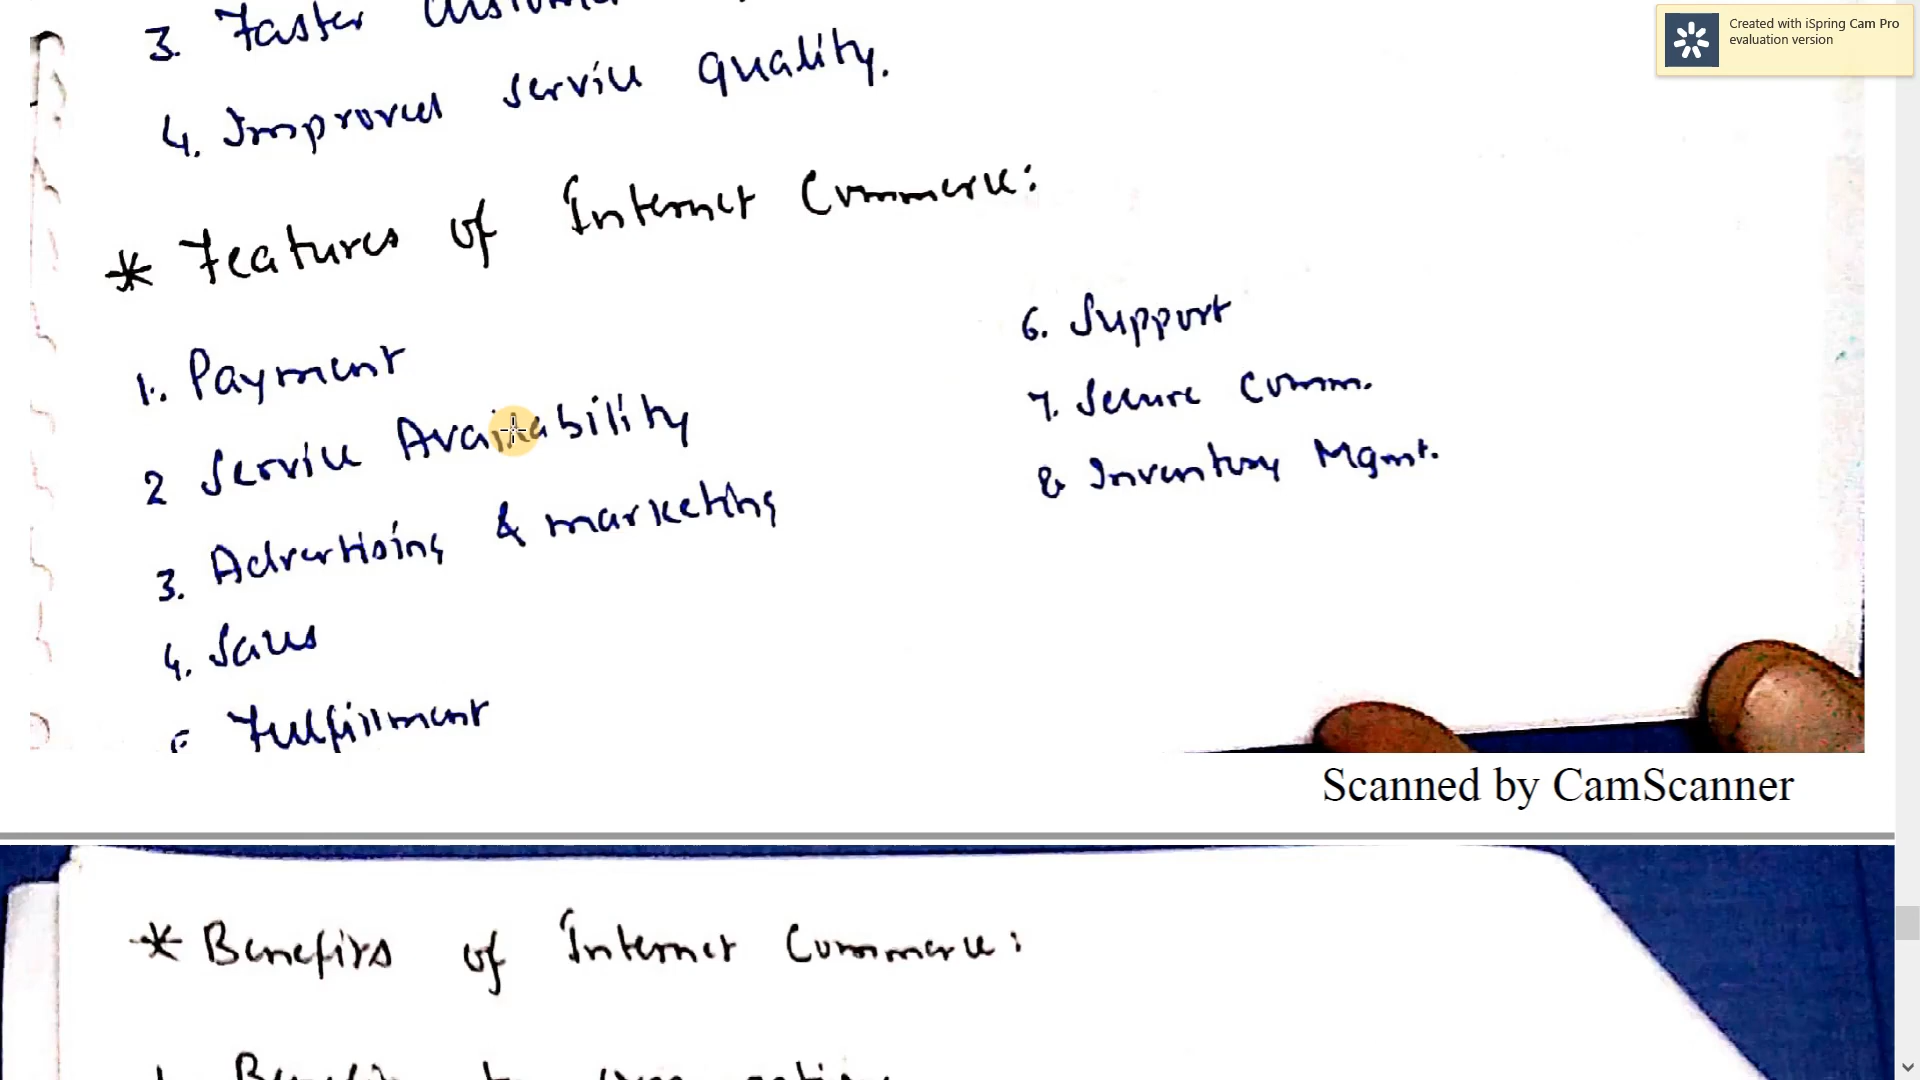 3. Faster
4. Improved service quality.
* Features of Internet Commerce:
1. Payment
2 Service Availability
3. Advertising & marketing
4. Sales
Fulfillment
6. Support
7. Secure Comm.
8 Inventory Mgmt.
Scanned by CamScanner
* Benefits of Internet Commerce:
Created with iSpring Cam Pro
evaluation version